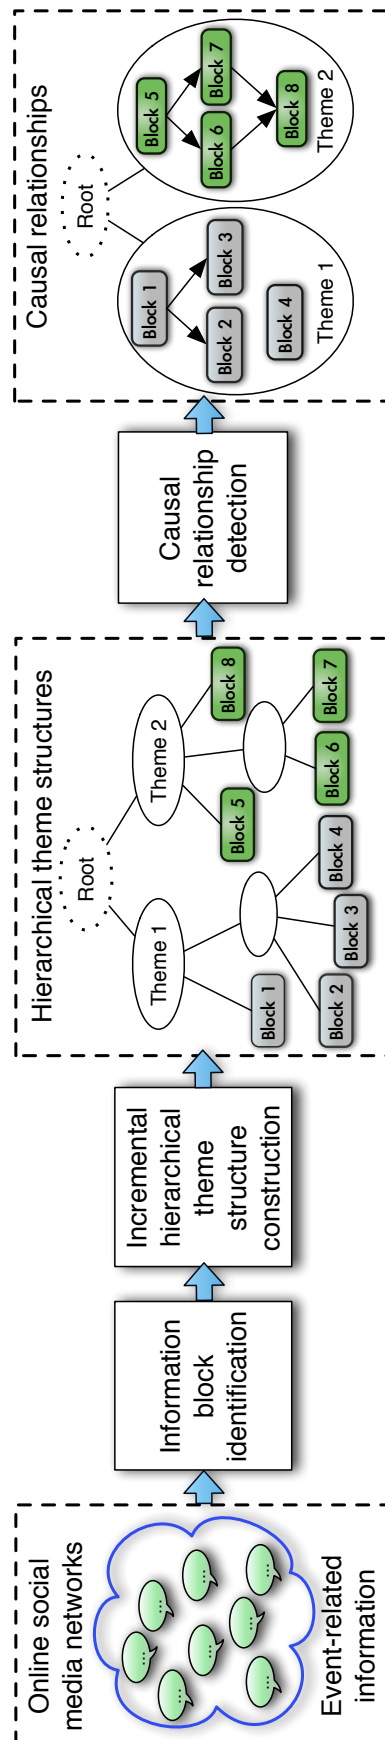 Online social
media networks
...
...
...
...
...
...
...
...
Event-related
information
Information
block
identification
Incremental
hierarchical
theme
structure
construction
Hierarchical theme structures
Root
Theme 1
Theme 2
Block 1
Block 2
Block 3
Block 4
Block 5
Block 6
Block 7
Block 8
Causal
relationship
detection
Causal relationships
Root
Block 1
Block 2
Block 3
Block 4
Theme 1
Block 5
Block 6
Block 7
Block 8
Theme 2